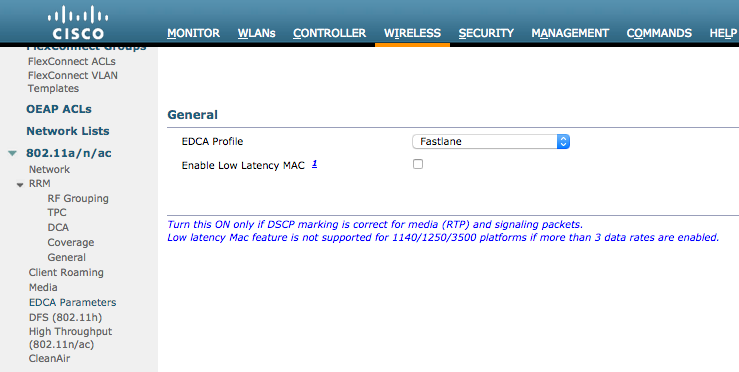 CISCO
MONITOR WLANs CONTROLLER WIRELESS SECURITY MANAGEMENT COMMANDS HELP
FlexConnect Groups
FlexConnect ACLs
FlexConnect VLAN
Templates
OEAP ACLs
Network Lists
802.11a/n/ac
Network
RRM
RF Grouping
TPC
DCA
Coverage
General
Client Roaming
Media
EDCA Parameters
DFS (802.11h)
High Throughput
(802.11n/ac)
CleanAir
General
EDCA Profile Fastlane
Enable Low Latency MAC 1
Turn this ON only if DSCP marking is correct for media (RTP) and signaling packets.
Low latency Mac feature is not supported for 1140/1250/3500 platforms if more than 3 data rates are enabled.